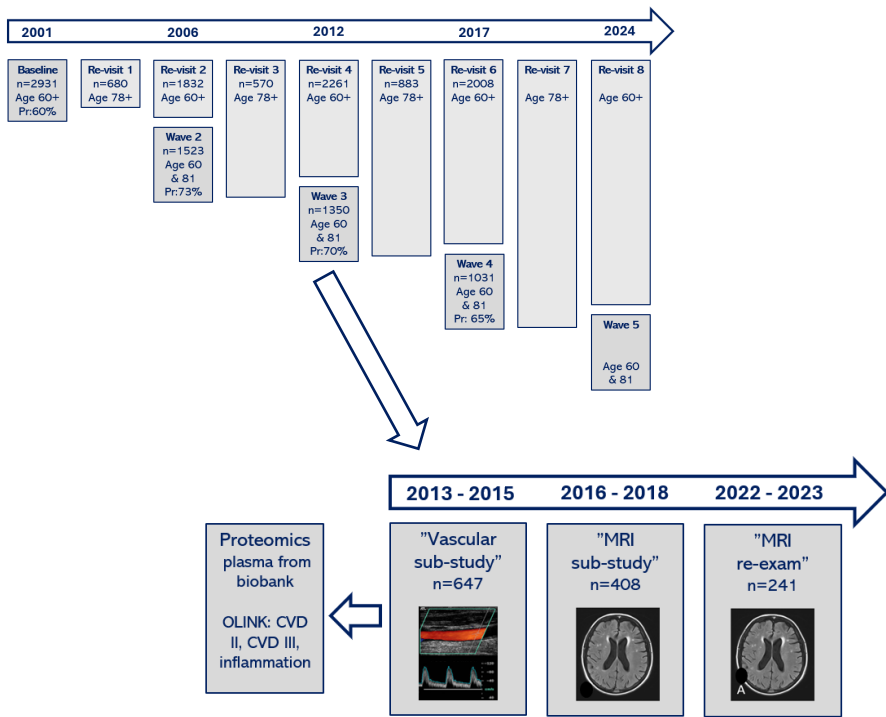 2001 2006 2012 2017 2024
Baseline
n=2931
Age 60+
Pr:60%
Re-visit 1
n=680
Age 78+
Re-visit 2
n=1832
Age 60+
Wave 2
n=1523
Age 60
& 81
Pr:73%
Re-visit 3
n=570
Age 78+
Re-visit 4
n=2261
Age 60+
Wave 3
n=1350
Age 60
& 81
Pr:70%
Re-visit 5
n=883
Age 78+
Re-visit 6
n=2008
Age 60+
Wave 4
n=1031
Age 60
& 81
Pr: 65%
Re-visit 7
Age 78+
Re-visit 8
Age 60+
Wave 5
Age 60
& 81
2013 - 2015 2016 - 2018 2022 - 2023
Proteomics
plasma from
biobank
OLINK: CVD
II, CVD III,
inflammation
”Vascular
sub-study”
n=647
”MRI
sub-study”
n=408
”MRI
re-exam”
n=241
A